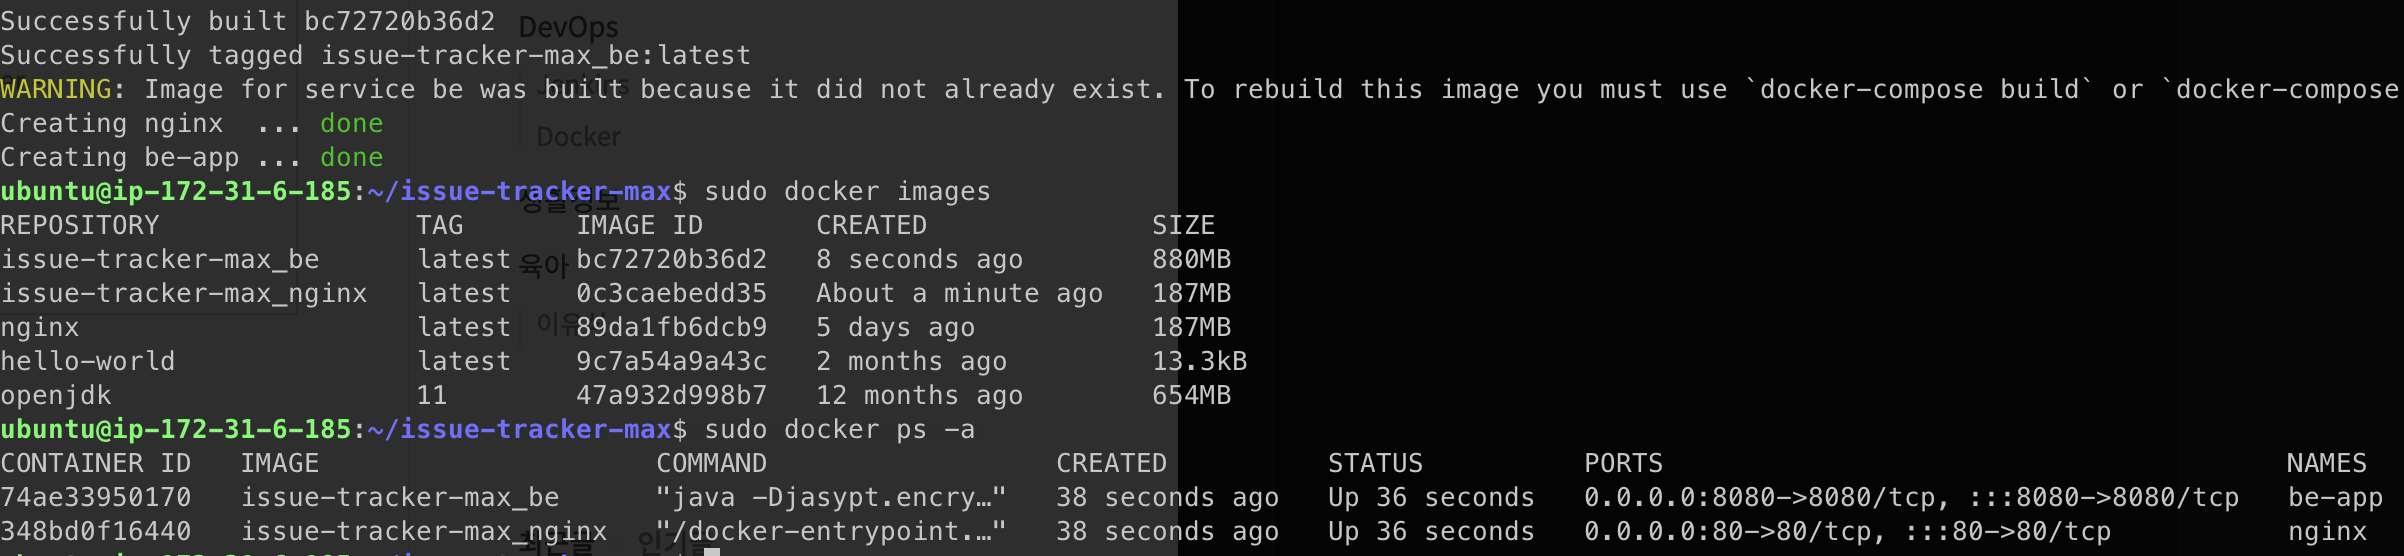 Successfully built bc72720b36d2
DevOps
Successfully tagged issue-tracker-max_be:latest
Jenkins
WARNING: Image for service be was built because it did not already exist. To rebuild this image you must use `docker-compose build` or `docker-compose
Creating nginx  ... done
Docker
Creating be-app ... done
ubuntu@ip-172-31-6-185:~/issue-tracker-max$ sudo docker images
REPOSITORY TAG IMAGE ID CREATED SIZE
issue-tracker-max_be latest bc72720b36d2 8 seconds ago 880MB
육아
issue-tracker-max_nginx latest 0c3caebedd35 About a minute ago 187MB
nginx latest 89da1fb6dcb9 5 days ago 187MB
hello-world latest 9c7a54a9a43c 2 months ago 13.3kB
openjdk 11 47a932d998b7 12 months ago 654MB
ubuntu@ip-172-31-6-185:~/issue-tracker-max$ sudo docker ps -a
CONTAINER ID IMAGE COMMAND CREATED STATUS PORTS NAMES
74ae33950170 issue-tracker-max_be "java -Djasypt.encry…" 38 seconds ago Up 36 seconds 0.0.0.0:8080->8080/tcp, :::8080->8080/tcp be-app
348bd0f16440 issue-tracker-max_nginx "/docker-entrypoint.…" 38 seconds ago Up 36 seconds 0.0.0.0:80->80/tcp, :::80->80/tcp nginx